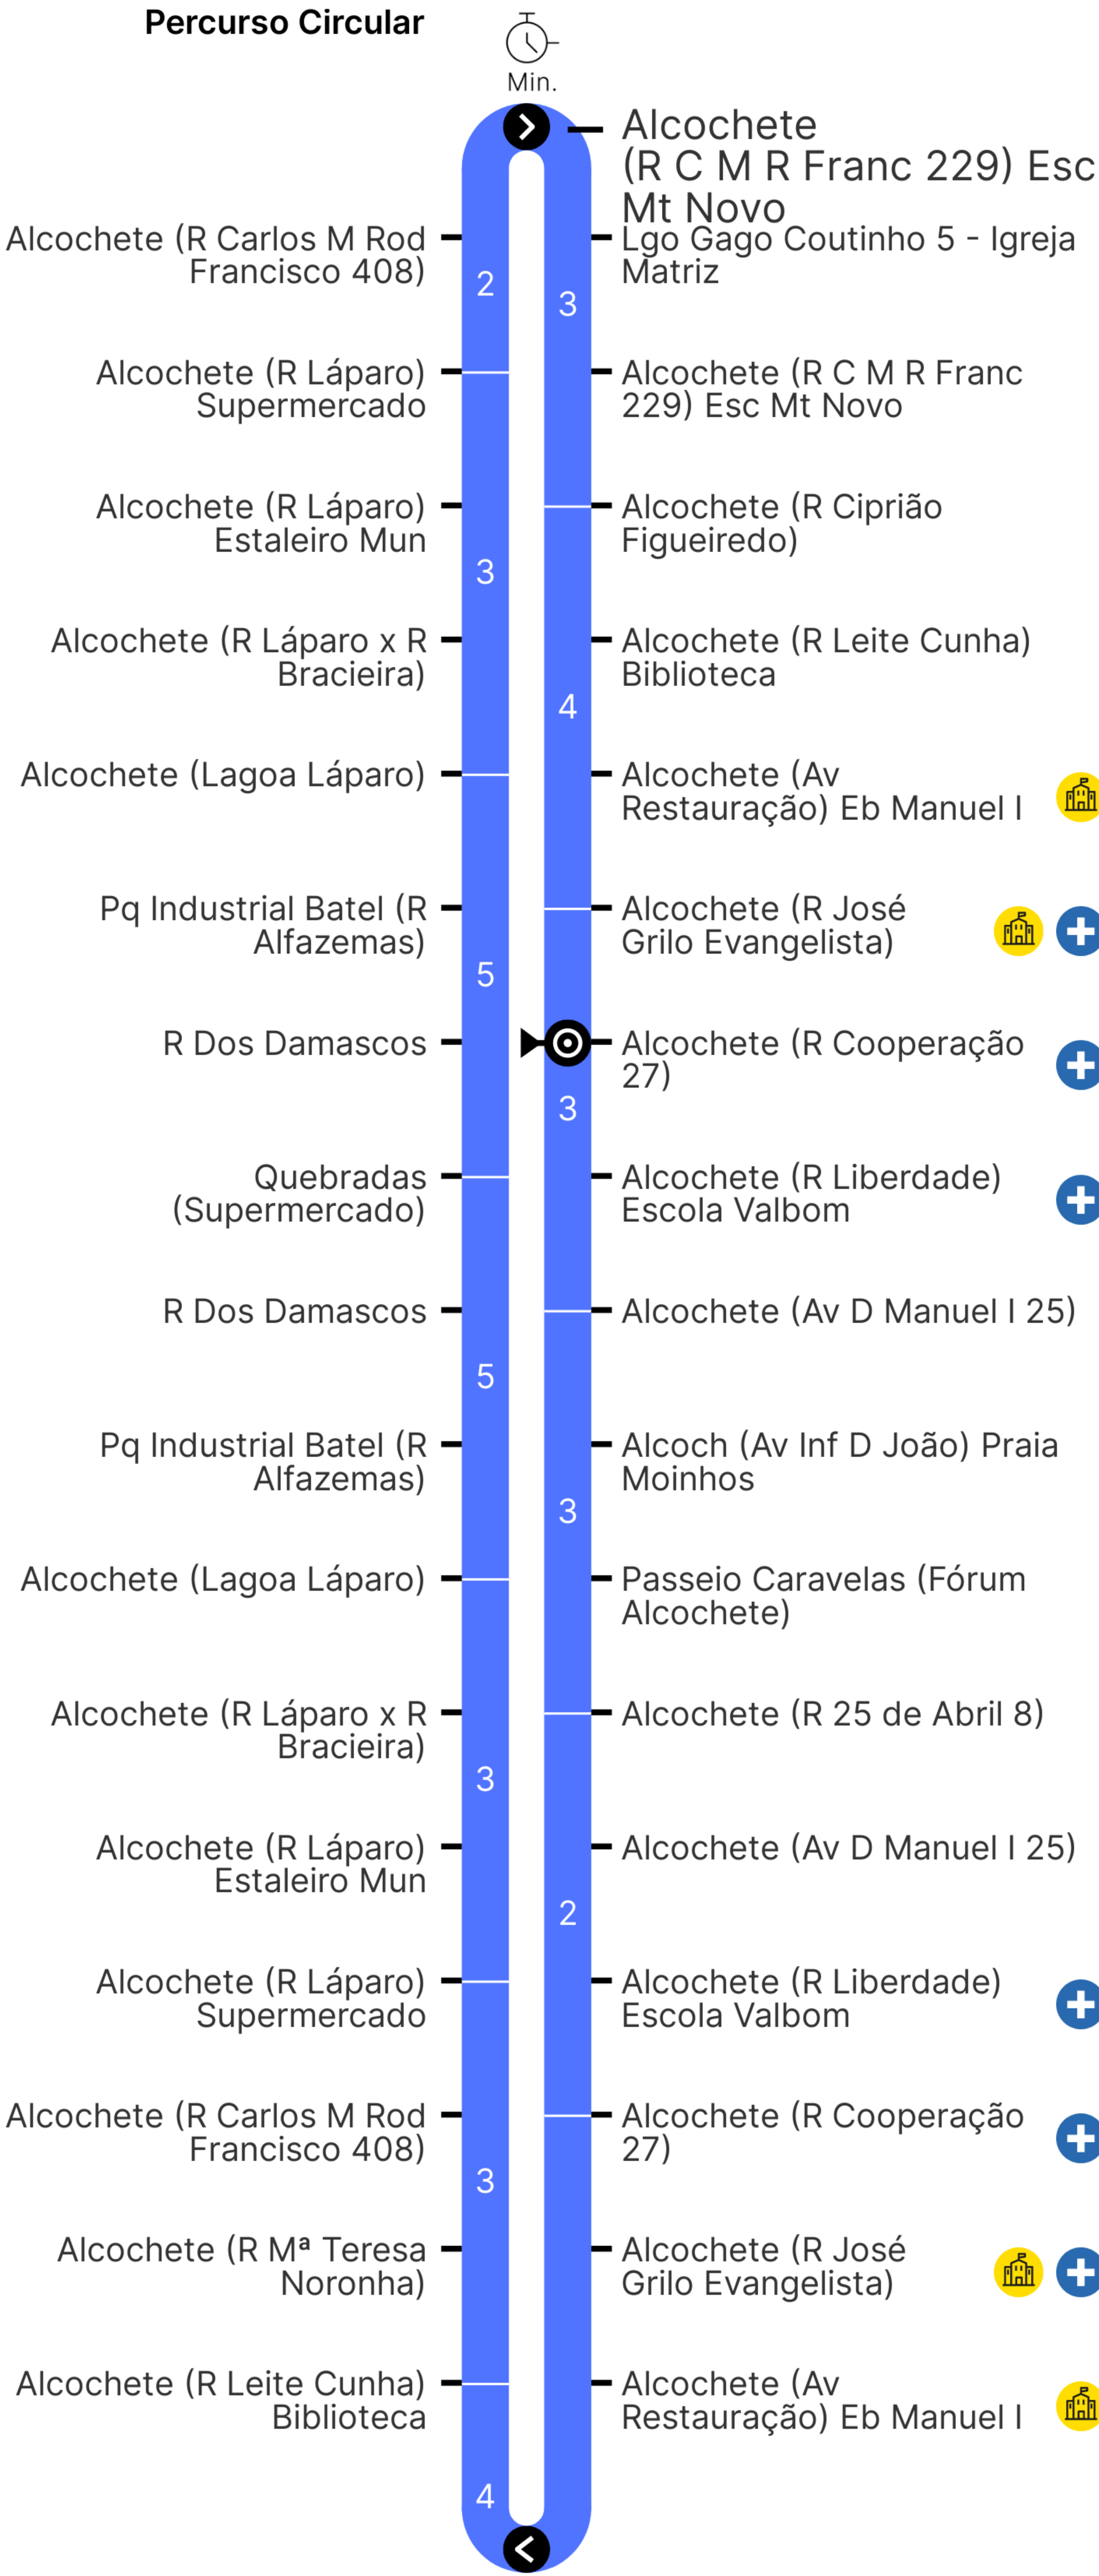 Percurso Circular
Min.
Alcochete
(R C M R Franc 229) Esc
Mt Novo
Alcochete (R Carlos M Rod
Francisco 408)
2
Lgo Gago Coutinho 5 - Igreja
Matriz
3
Alcochete (R Láparo)
Supermercado
Alcochete (R C M R Franc
229) Esc Mt Novo
Alcochete (R Láparo)
Estaleiro Mun
3
Alcochete (R Ciprião
Figueiredo)
Alcochete (R Láparo x R
Bracieira)
Alcochete (R Leite Cunha)
Biblioteca
4
Alcochete (Lagoa Láparo)
Alcochete (Av
Restauração) Eb Manuel I
Pq Industrial Batel (R
Alfazemas)
5
Alcochete (R José
Grilo Evangelista)
R Dos Damascos
Alcochete (R Cooperação
27)
3
Quebradas
(Supermercado)
Alcochete (R Liberdade)
Escola Valbom
R Dos Damascos
5
Alcochete (Av D Manuel I 25)
Pq Industrial Batel (R
Alfazemas)
Alcoch (Av Inf D João) Praia
Moinhos
3
Alcochete (Lagoa Láparo)
Passeio Caravelas (Fórum
Alcochete)
Alcochete (R Láparo x R
Bracieira)
3
Alcochete (R 25 de Abril 8)
Alcochete (R Láparo)
Estaleiro Mun
Alcochete (Av D Manuel I 25)
2
Alcochete (R Láparo)
Supermercado
Alcochete (R Liberdade)
Escola Valbom
Alcochete (R Carlos M Rod
Francisco 408)
3
Alcochete (R Cooperação
27)
Alcochete (R Mª Teresa
Noronha)
Alcochete (R José
Grilo Evangelista)
Alcochete (R Leite Cunha)
Biblioteca
4
Alcochete (Av
Restauração) Eb Manuel I